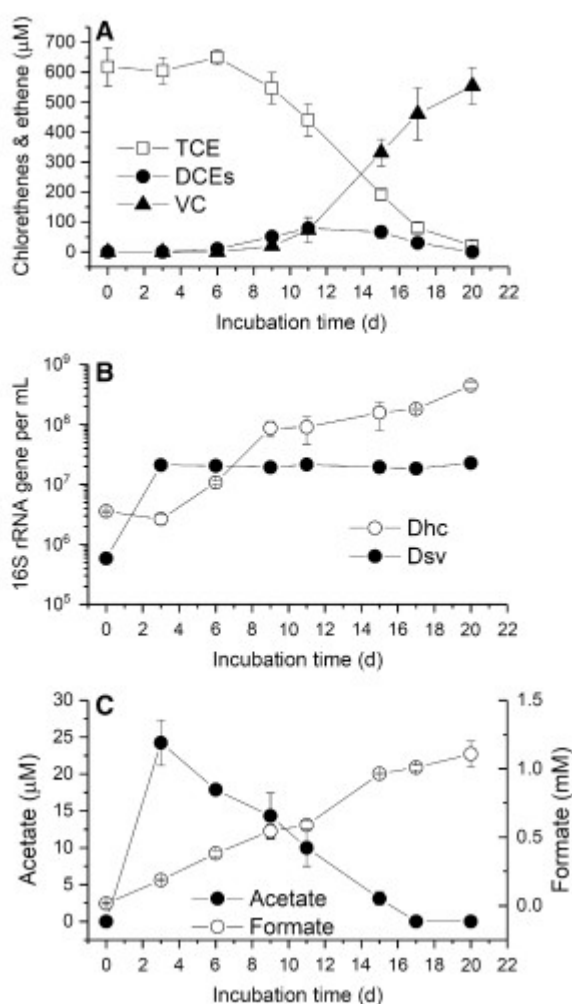 A
Chlorethenes & ethene (μM)
700
600
500
400
300
200
100
0
TCE
DCEs
VC
0 2 4 6 8 10 12 14 16 18 20 22
Incubation time (d)
B
16S rRNA gene per mL
10⁹
10⁸
10⁷
10⁶
10⁵
Dhc
Dsv
0 2 4 6 8 10 12 14 16 18 20 22
Incubation time (d)
C
Acetate (μM)
30
25
20
15
10
5
0
Formate (mM)
1.5
1.0
0.5
0.0
Acetate
Formate
0 2 4 6 8 10 12 14 16 18 20 22
Incubation time (d)